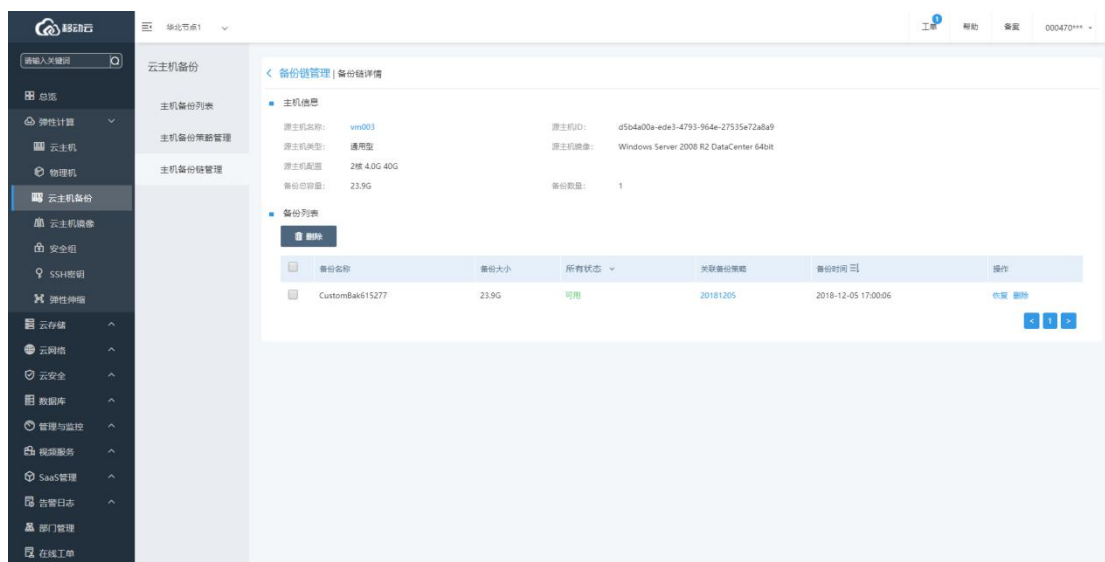 移动云
华北节点1
工单
1
帮助
备案
000470***
请输入关键词
总览
弹性计算
云主机
物理机
云主机备份
云主机镜像
安全组
SSH密钥
弹性伸缩
云存储
云网络
云安全
数据库
管理与监控
视频服务
SaaS管理
告警日志
部门管理
在线工单
云主机备份
主机备份列表
主机备份策略管理
主机备份链管理
< 备份链管理 | 备份链详情
主机信息
源主机名称: vm003 源主机ID: d5b4a00a-ede3-4793-964e-27535e72a8a9
源主机类型: 通用型 源主机镜像: Windows Server 2008 R2 DataCenter 64bit
源主机配置 2核 4.0G 40G
备份总容量: 23.9G 备份数量: 1
备份列表
删除
备份名称 备份大小 所有状态 关联备份策略 备份时间 操作
CustomBak615277 23.9G 可用 20181205 2018-12-05 17:00:06 恢复 删除
< 1 >